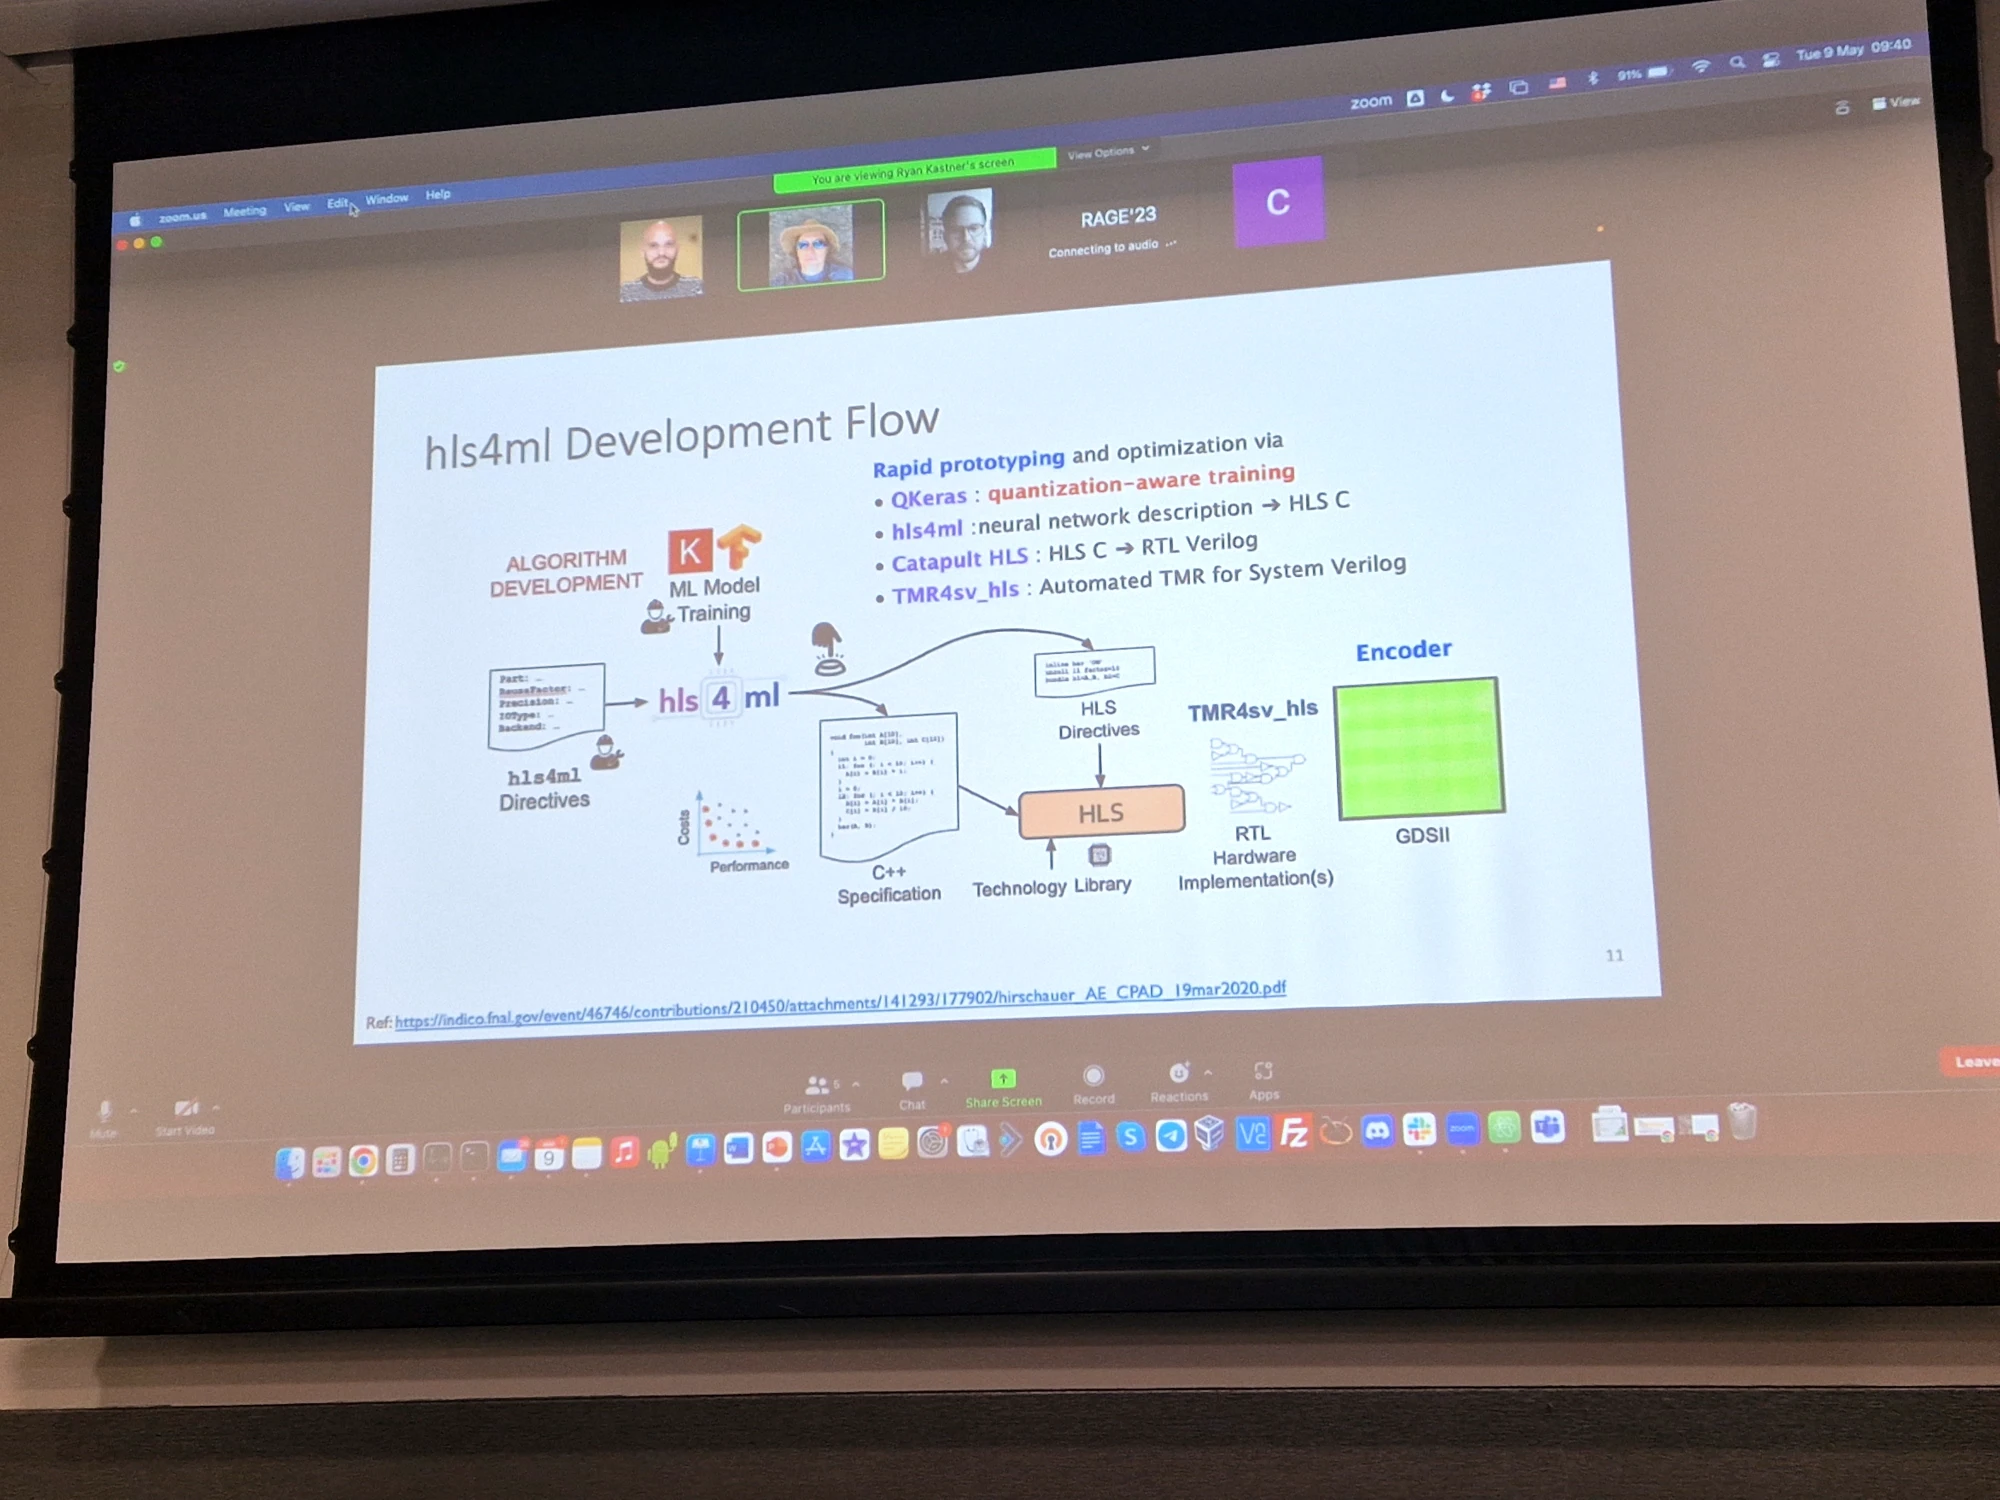 zoom
91%
Tue 9 May 09:40
View
zoom.us Meeting View Edit Window Help
You are viewing Ryan Kastner's screen
View Options
RAGE'23
Connecting to audio ...
C
hls4ml Development Flow
Rapid prototyping and optimization via
• QKeras : quantization-aware training
• hls4ml :neural network description → HLS C
• Catapult HLS : HLS C → RTL Verilog
• TMR4sv_hls : Automated TMR for System Verilog
ALGORITHM
DEVELOPMENT
K
ML Model
Training
Part: …
ReuseFactor: …
Precision: …
IOType: …
Backend: …
hls4ml
Directives
hls 4 ml
Costs
Performance
C++
Specification
HLS
Directives
HLS
Technology Library
TMR4sv_hls
RTL
Hardware
Implementation(s)
Encoder
GDSII
11
Ref: https://indico.fnal.gov/event/46746/contributions/210450/attachments/141293/177902/hirschauer_AE_CPAD_19mar2020.pdf
Mute
Start Video
Participants
Chat
Share Screen
Record
Reactions
Apps
Leave
9
zoom